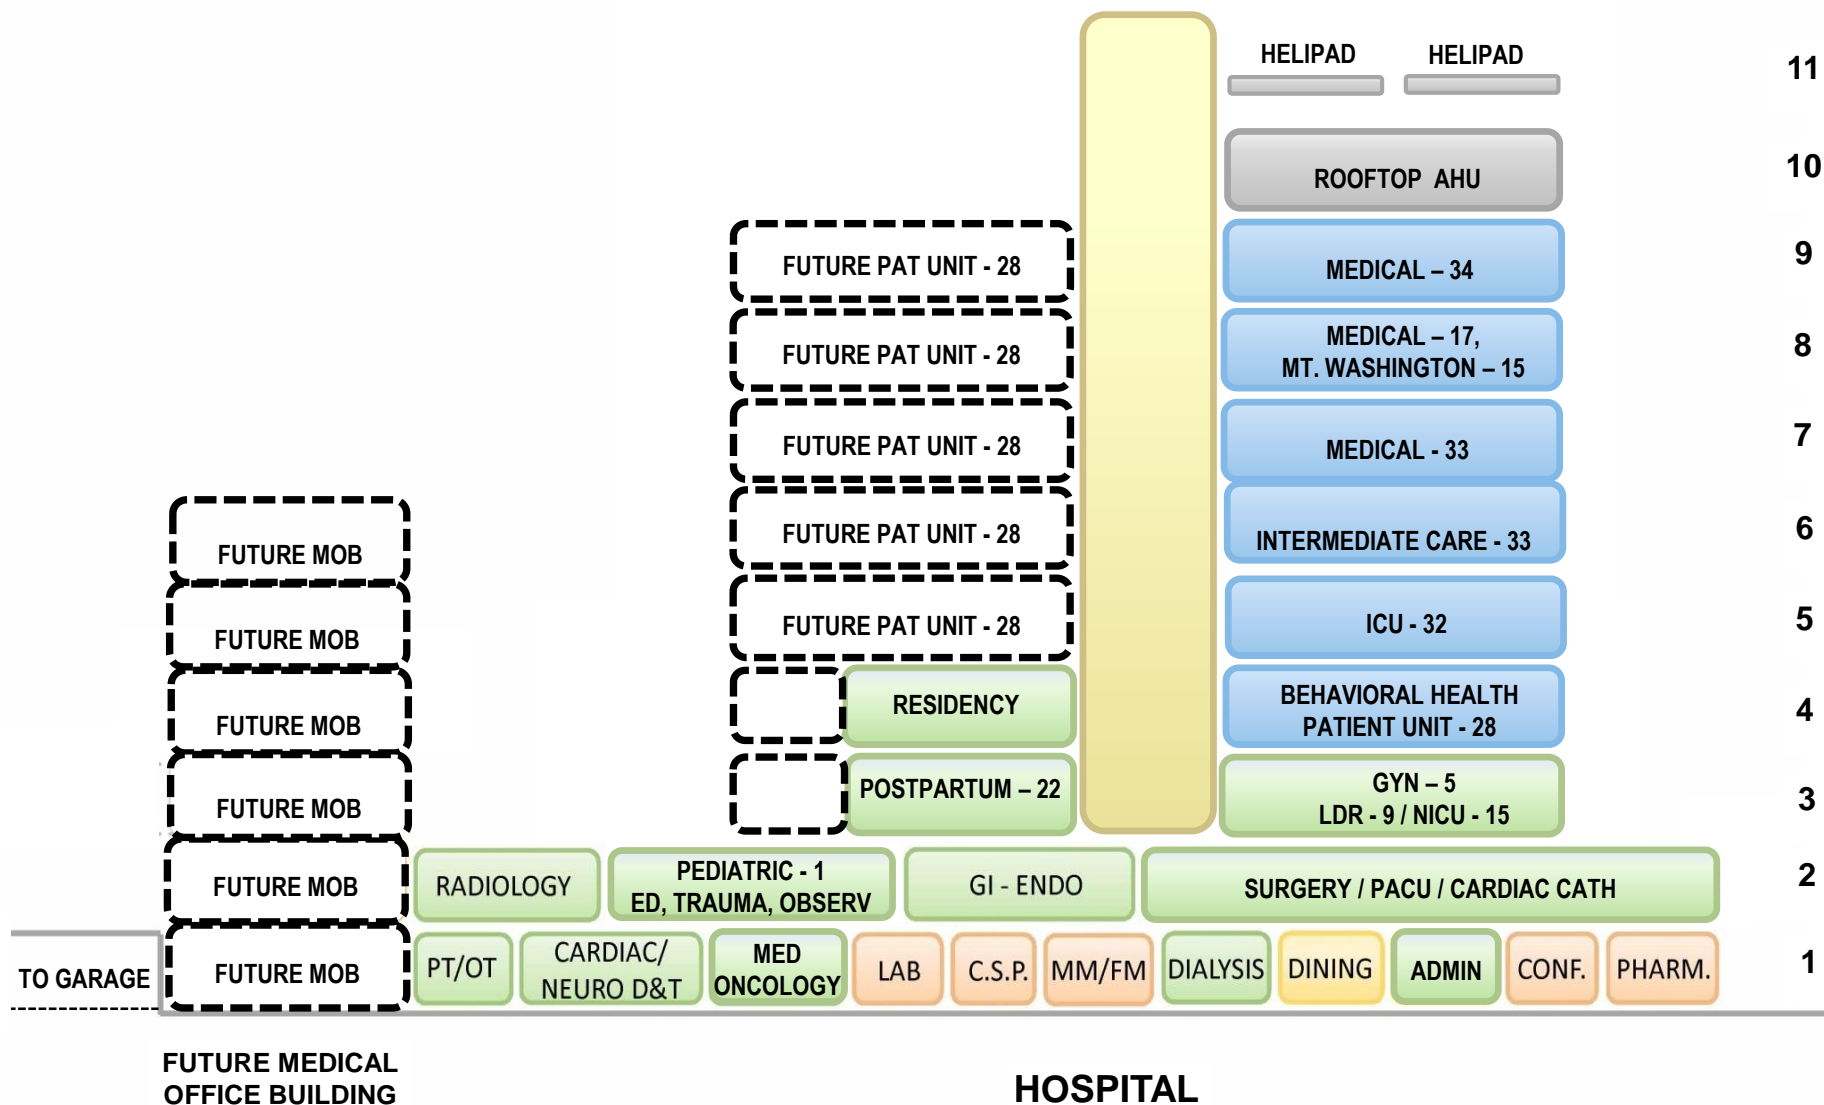 HELIPAD HELIPAD 11
ROOFTOP AHU 10
FUTURE PAT UNIT - 28 MEDICAL – 34 9
FUTURE PAT UNIT - 28 MEDICAL – 17,
MT. WASHINGTON – 15 8
FUTURE PAT UNIT - 28 MEDICAL - 33 7
FUTURE MOB FUTURE PAT UNIT - 28 INTERMEDIATE CARE - 33 6
FUTURE MOB FUTURE PAT UNIT - 28 ICU - 32 5
FUTURE MOB RESIDENCY BEHAVIORAL HEALTH
PATIENT UNIT - 28 4
FUTURE MOB POSTPARTUM – 22 GYN – 5
LDR - 9 / NICU - 15 3
FUTURE MOB RADIOLOGY PEDIATRIC - 1
ED, TRAUMA, OBSERV GI - ENDO SURGERY / PACU / CARDIAC CATH 2
TO GARAGE FUTURE MOB PT/OT CARDIAC/
NEURO D&T MED
ONCOLOGY LAB C.S.P. MM/FM DIALYSIS DINING ADMIN CONF. PHARM. 1
FUTURE MEDICAL
OFFICE BUILDING
HOSPITAL